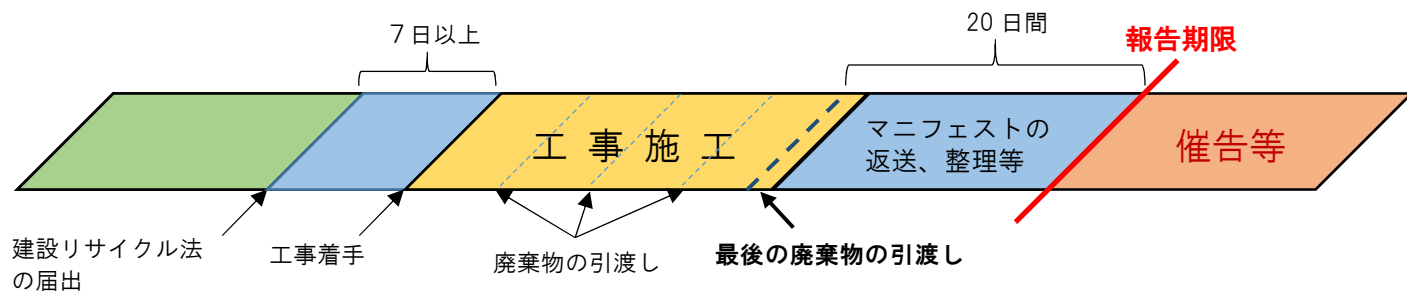 7日以上
20日間
報告期限
工事施工
マニフェストの
返送、整理等
催告等
建設リサイクル法
の届出
工事着手
廃棄物の引渡し
最後の廃棄物の引渡し